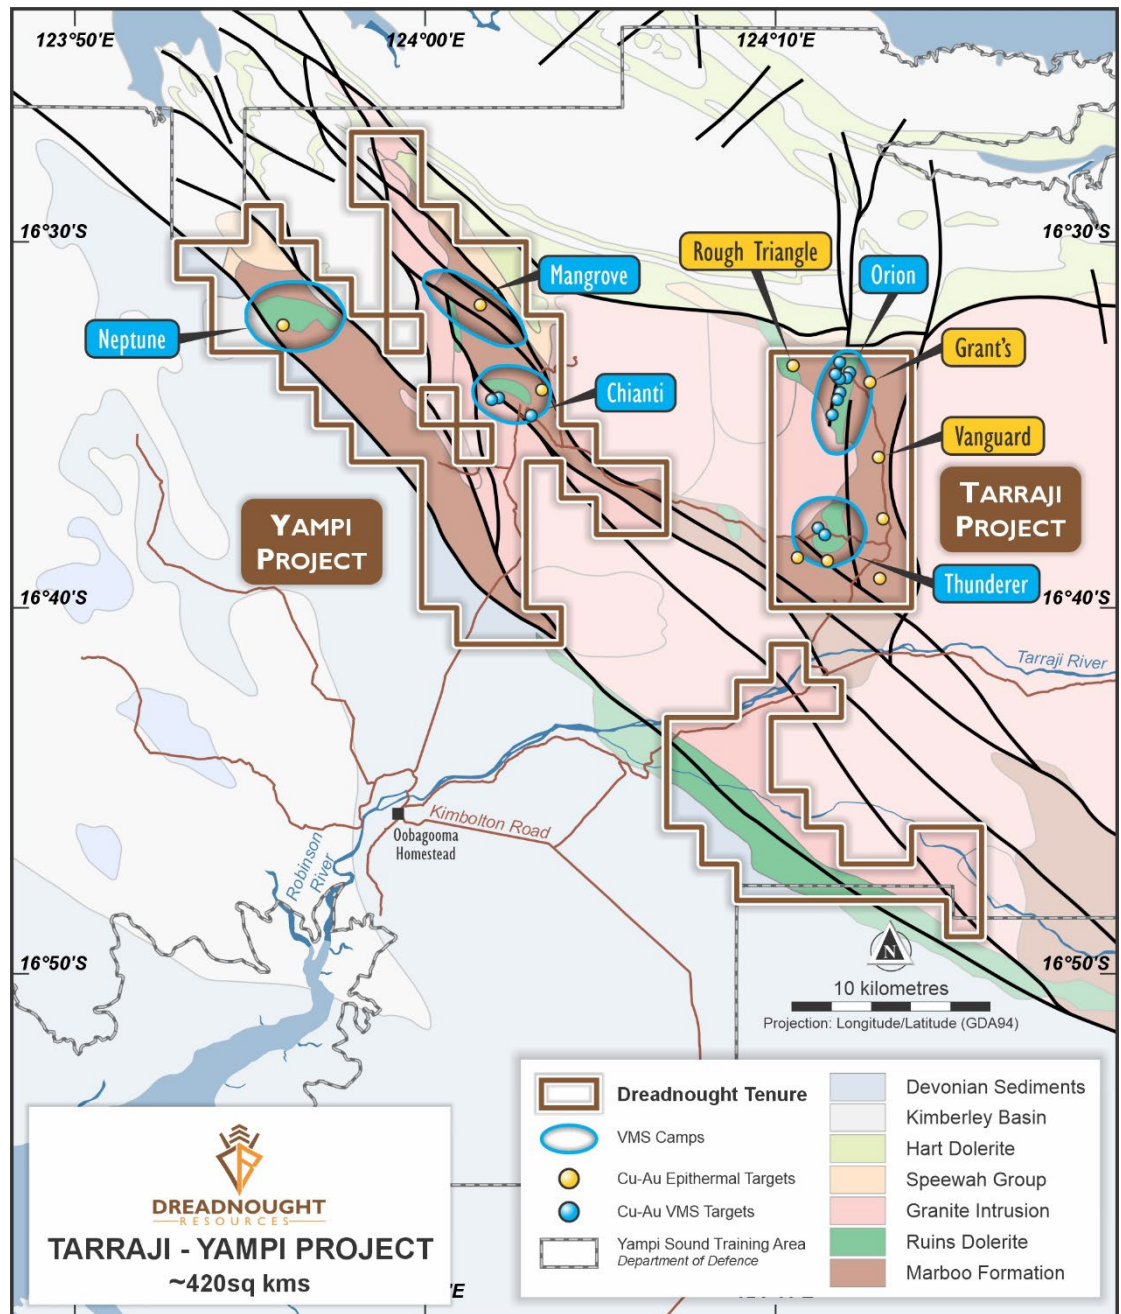 123°50'E
124°00'E
124°10'E
16°30'S
16°30'S
Rough Triangle
Orion
Mangrove
Neptune
Grant's
Chianti
Vanguard
YAMPI
PROJECT
TARRAJI
PROJECT
Thunderer
16°40'S
16°40'S
Tarraji River
Kimbolton Road
Oobagooma
Homestead
Robinson
River
16°50'S
16°50'S
N
10 kilometres
Projection: Longitude/Latitude (GDA94)
Dreadnought Tenure
VMS Camps
Cu-Au Epithermal Targets
Cu-Au VMS Targets
Yampi Sound Training Area
Department of Defence
Devonian Sediments
Kimberley Basin
Hart Dolerite
Speewah Group
Granite Intrusion
Ruins Dolerite
Marboo Formation
DREADNOUGHT
RESOURCES
TARRAJI - YAMPI PROJECT
~420sq kms